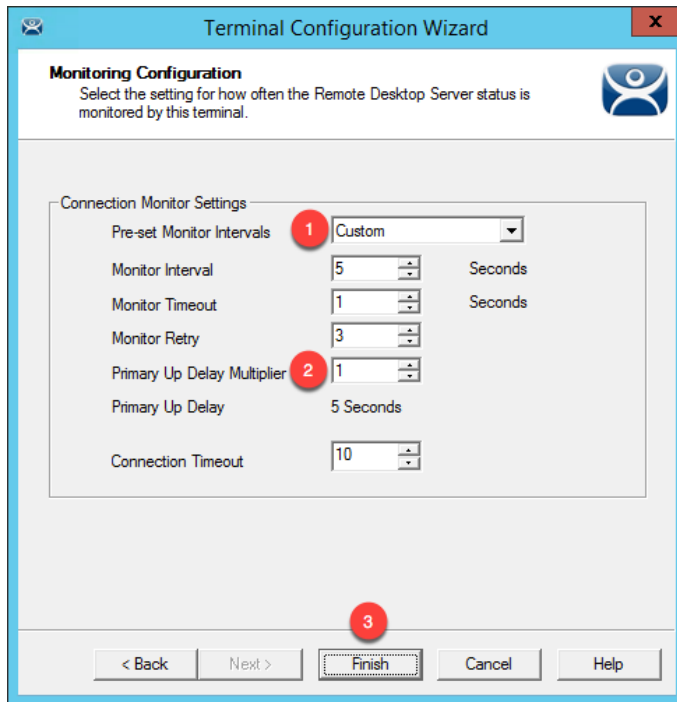 Terminal Configuration Wizard
X
Monitoring Configuration
Select the setting for how often the Remote Desktop Server status is
monitored by this terminal.
Connection Monitor Settings
Pre-set Monitor Intervals 1 Custom
Monitor Interval 5 Seconds
Monitor Timeout 1 Seconds
Monitor Retry 3
Primary Up Delay Multiplier 2 1
Primary Up Delay 5 Seconds
Connection Timeout 10
3
< Back Next > Finish Cancel Help